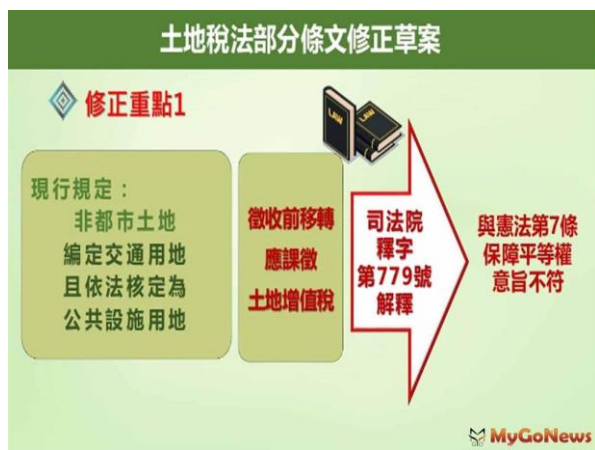 土地稅法部分條文修正草案
修正重點1
現行規定：
非都市土地
編定交通用地
且依法核定為
公共設施用地
徵收前移轉
應課徵
土地增值稅
LAW
LAW
司法院
釋字
第779號
解釋
與憲法第7條
保障平等權
意旨不符
MyGoNews